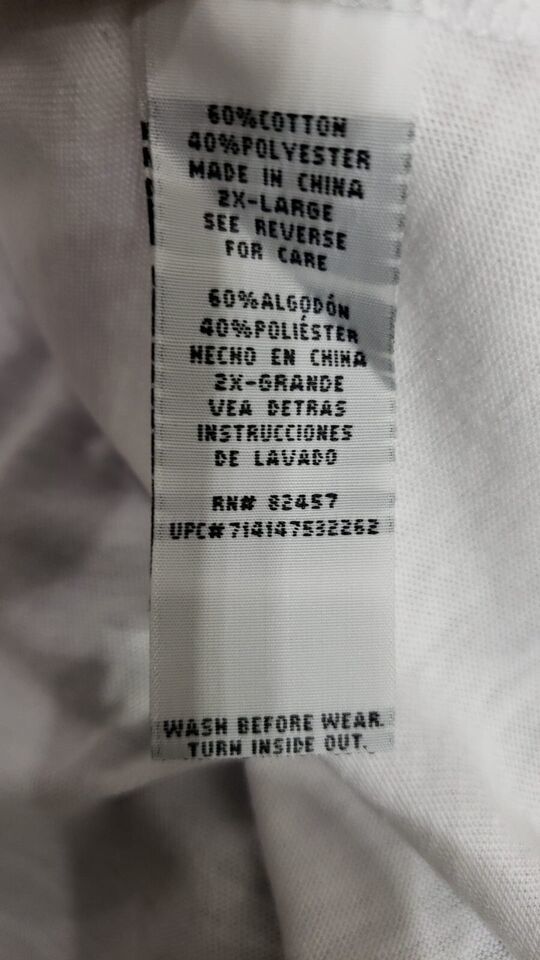 60%COTTON
40%POLYESTER
MADE IN CHINA
2X-LARGE
SEE REVERSE
FOR CARE
60%ALGODÓN
40%POLIÉSTER
HECHO EN CHINA
2X-GRANDE
VEA DETRAS
INSTRUCCIONES
DE LAVADO
RN# 82457
UPC#714147532262
WASH BEFORE WEAR.
TURN INSIDE OUT.